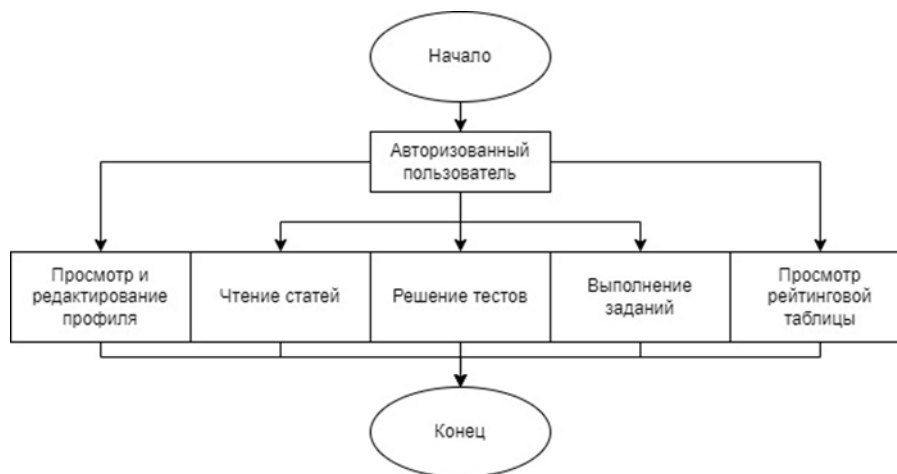 Начало
Авторизованный
пользователь
Просмотр и
редактирование
профиля
Чтение статей
Решение тестов
Выполнение
заданий
Просмотр
рейтинговой
таблицы
Конец